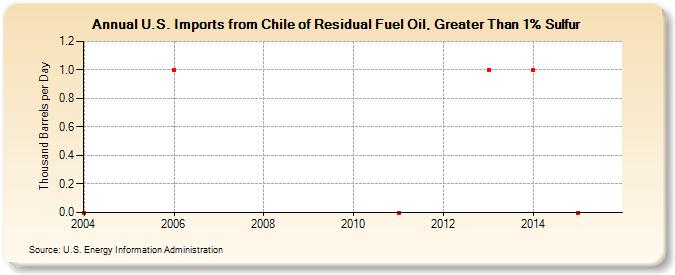 Annual U.S. Imports from Chile of Residual Fuel Oil, Greater Than 1% Sulfur
Thousand Barrels per Day
1.2
1.0
0.8
0.6
0.4
0.2
0.0
2004 2006 2008 2010 2012 2014
Source: U.S. Energy Information Administration